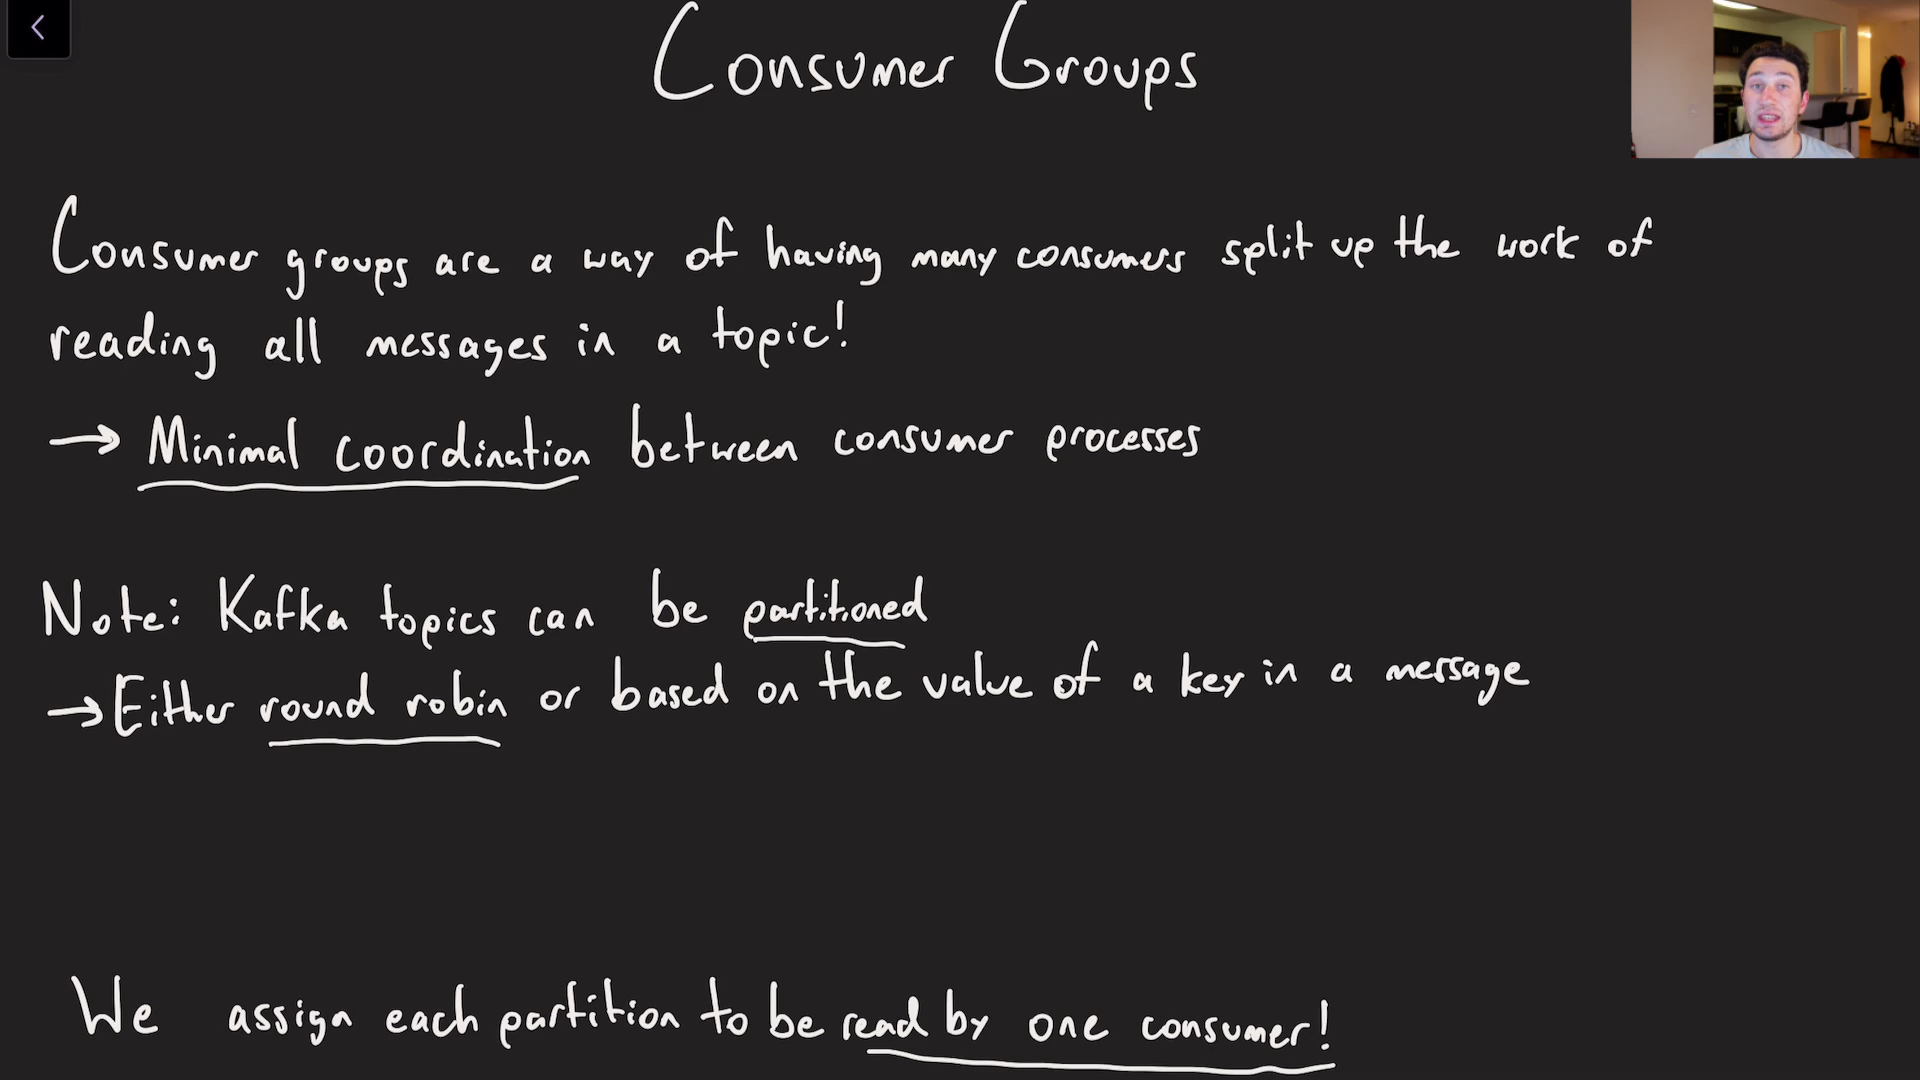 Consumer Groups
Consumer groups are a way of having many consumers split up the work of
reading all messages in a topic!
→ Minimal coordination between consumer processes
Note: Kafka topics can be partitioned
→ Either round robin or based on the value of a key in a message
We assign each partition to be read by one consumer!